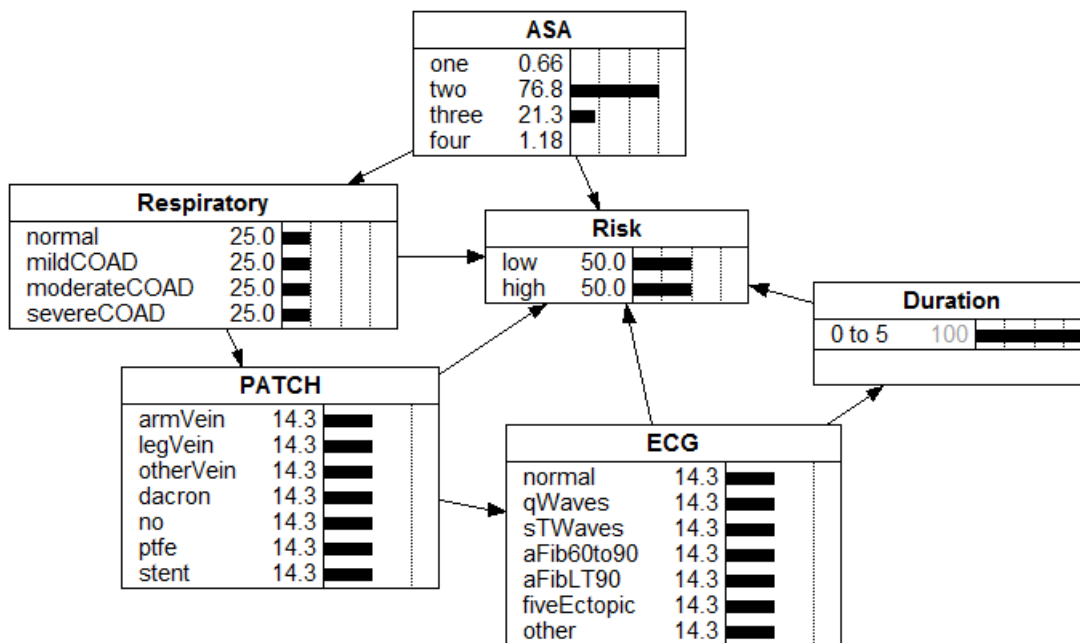 ASA
one 0.66
two 76.8
three 21.3
four 1.18
Respiratory
normal 25.0
mildCOAD 25.0
moderateCOAD 25.0
severeCOAD 25.0
Risk
low 50.0
high 50.0
Duration
0 to 5 100
PATCH
armVein 14.3
legVein 14.3
otherVein 14.3
dacron 14.3
no 14.3
ptfe 14.3
stent 14.3
ECG
normal 14.3
qWaves 14.3
sTWaves 14.3
aFib60to90 14.3
aFibLT90 14.3
fiveEctopic 14.3
other 14.3